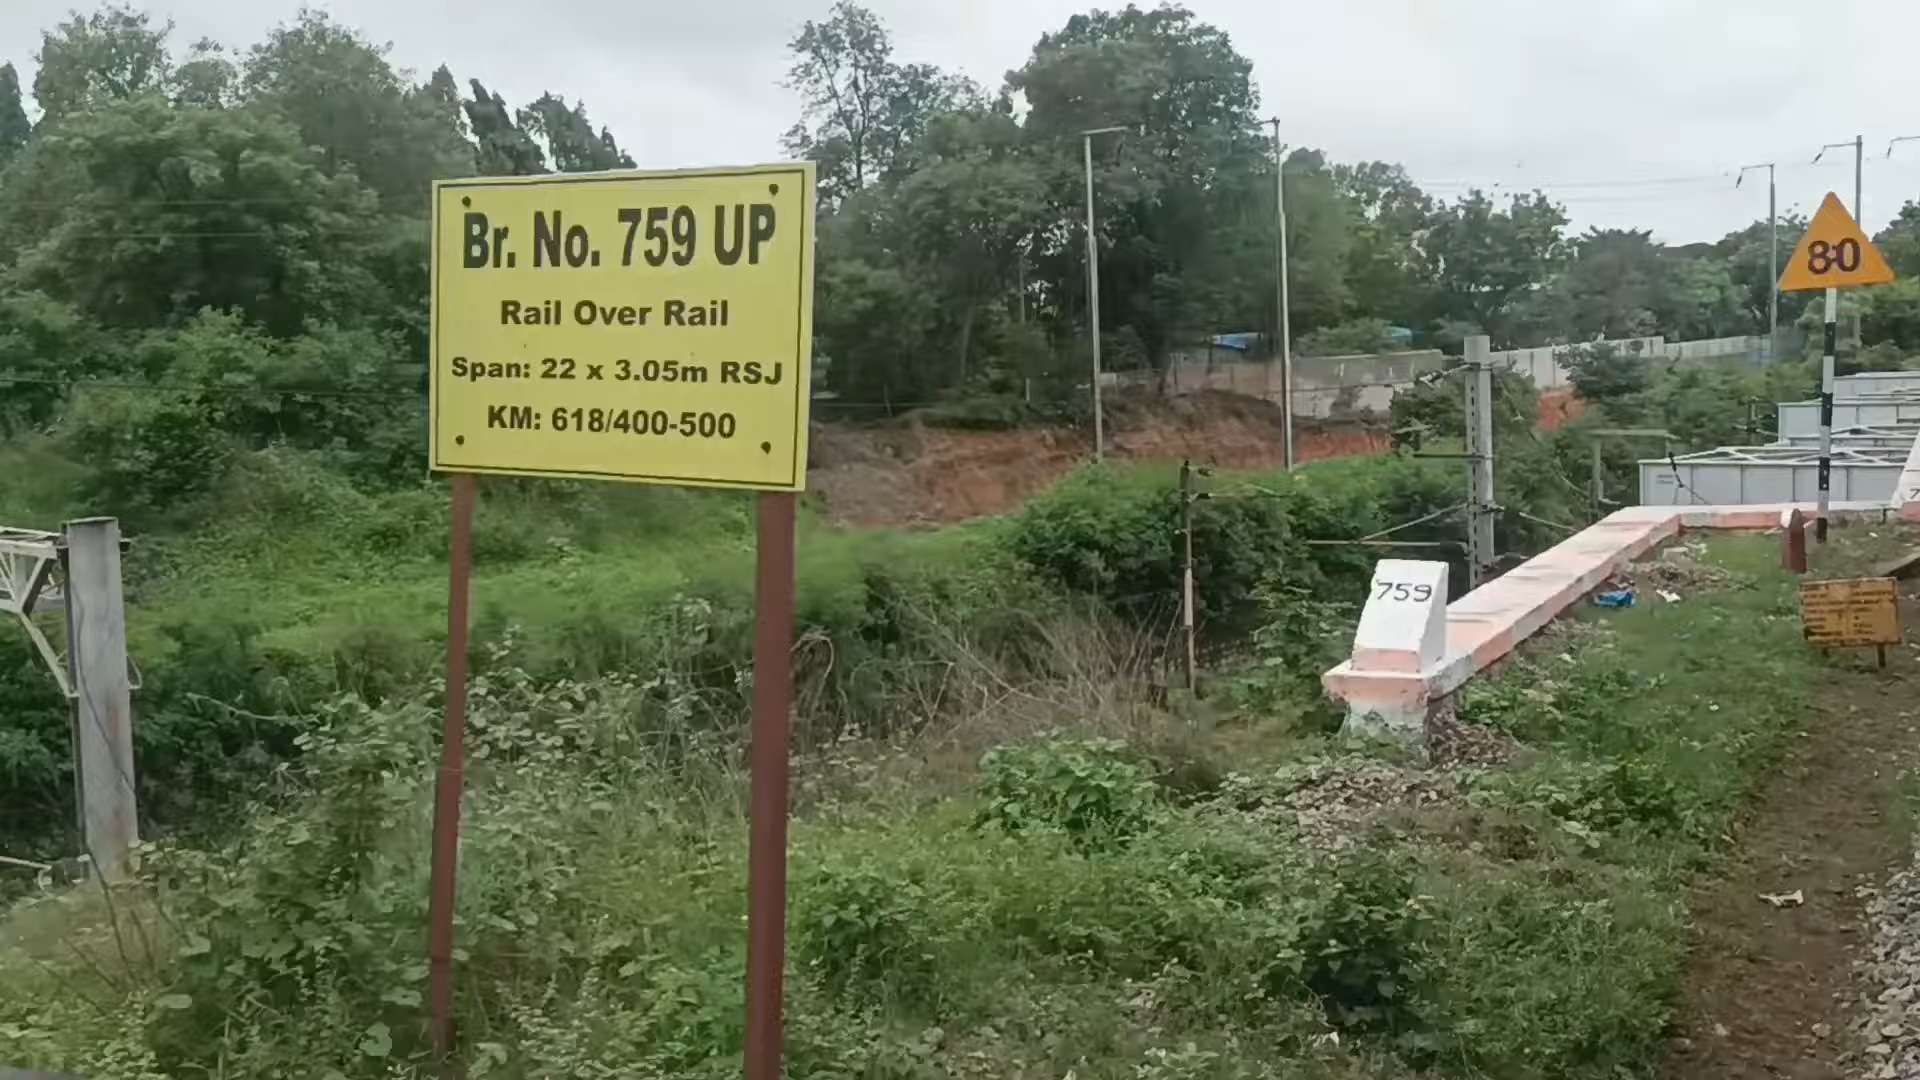 Br. No. 759 UP
Rail Over Rail
Span: 22 x 3.05m RSJ
KM: 618/400-500
80
759